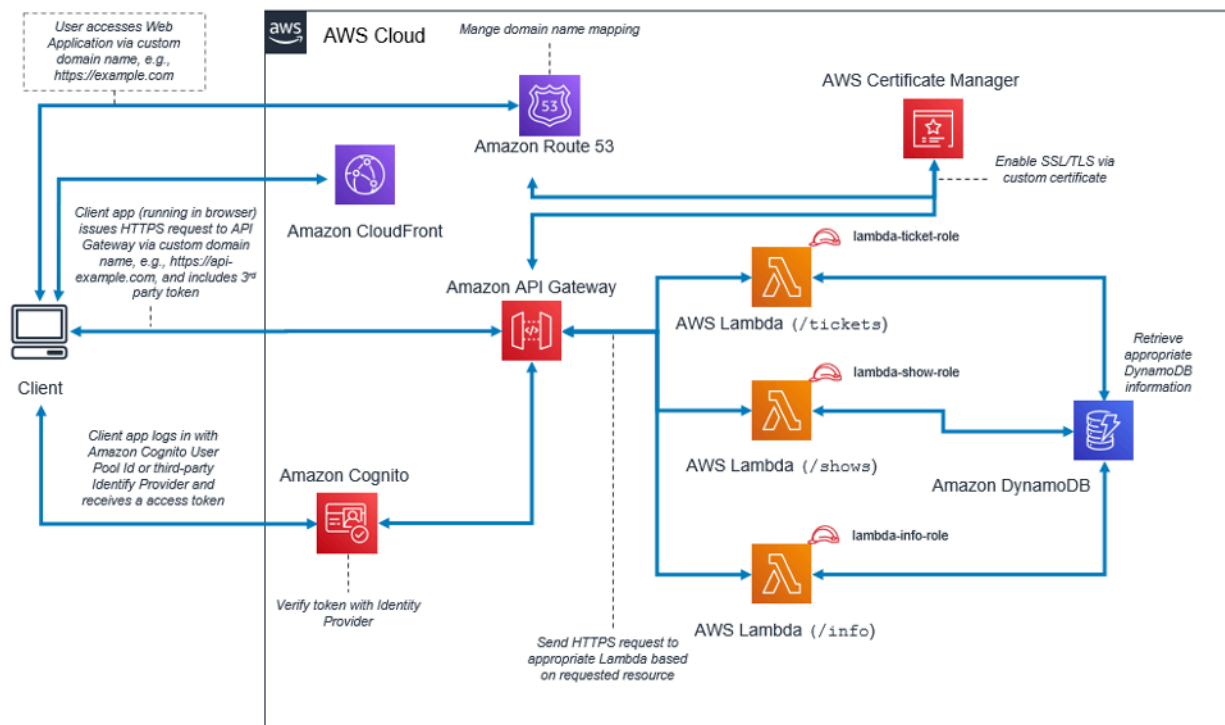 User accesses Web
Application via custom
domain name, e.g.,
https://example.com
aws
AWS Cloud
Mange domain name mapping
53
Amazon Route 53
AWS Certificate Manager
Enable SSL/TLS via
custom certificate
Amazon CloudFront
Client app (running in browser)
issues HTTPS request to API
Gateway via custom domain
name, e.g., https://api-
example.com, and includes 3rd
party token
Amazon API Gateway
lambda-ticket-role
AWS Lambda (/tickets)
Client
Retrieve
appropriate
DynamoDB
information
lambda-show-role
AWS Lambda (/shows)
Amazon DynamoDB
Client app logs in with
Amazon Cognito User
Pool Id or third-party
Identify Provider and
receives a access token
Amazon Cognito
Verify token with Identity
Provider
lambda-info-role
AWS Lambda (/info)
Send HTTPS request to
appropriate Lambda based
on requested resource